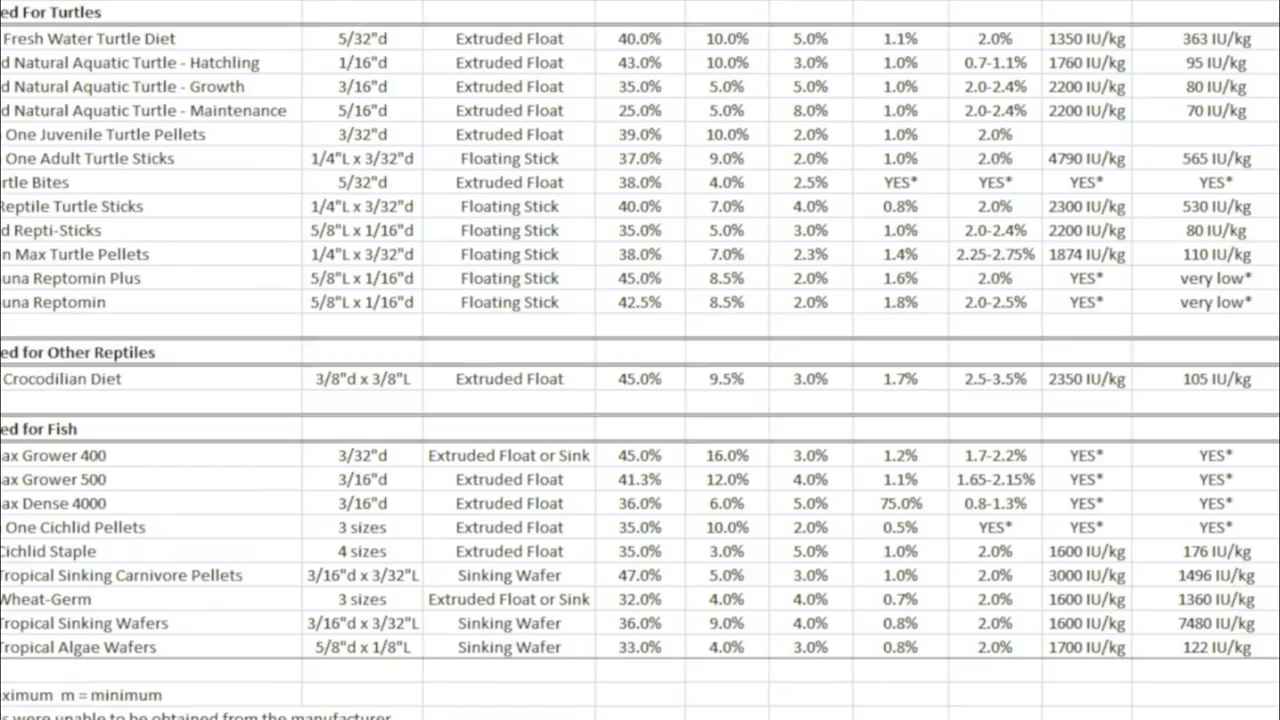 ed For Turtles
Fresh Water Turtle Diet 5/32"d Extruded Float 40.0% 10.0% 5.0% 1.1% 2.0% 1350 IU/kg 363 IU/kg
d Natural Aquatic Turtle - Hatchling 1/16"d Extruded Float 43.0% 10.0% 3.0% 1.0% 0.7-1.1% 1760 IU/kg 95 IU/kg
d Natural Aquatic Turtle - Growth 3/16"d Extruded Float 35.0% 5.0% 5.0% 1.0% 2.0-2.4% 2200 IU/kg 80 IU/kg
d Natural Aquatic Turtle - Maintenance 5/16"d Extruded Float 25.0% 5.0% 8.0% 1.0% 2.0-2.4% 2200 IU/kg 70 IU/kg
One Juvenile Turtle Pellets 3/32"d Extruded Float 39.0% 10.0% 2.0% 1.0% 2.0%
One Adult Turtle Sticks 1/4"L x 3/32"d Floating Stick 37.0% 9.0% 2.0% 1.0% 2.0% 4790 IU/kg 565 IU/kg
rtle Bites 5/32"d Extruded Float 38.0% 4.0% 2.5% YES* YES* YES* YES*
Reptile Turtle Sticks 1/4"L x 3/32"d Floating Stick 40.0% 7.0% 4.0% 0.8% 2.0% 2300 IU/kg 530 IU/kg
d Repti-Sticks 5/8"L x 1/16"d Floating Stick 35.0% 5.0% 3.0% 1.0% 2.0-2.4% 2200 IU/kg 80 IU/kg
n Max Turtle Pellets 1/4"L x 3/32"d Floating Stick 38.0% 7.0% 2.3% 1.4% 2.25-2.75% 1874 IU/kg 110 IU/kg
una Reptomin Plus 5/8"L x 1/16"d Floating Stick 45.0% 8.5% 2.0% 1.6% 2.0% YES* very low*
una Reptomin 5/8"L x 1/16"d Floating Stick 42.5% 8.5% 2.0% 1.8% 2.0-2.5% YES* very low*
ed for Other Reptiles
Crocodilian Diet 3/8"d x 3/8"L Extruded Float 45.0% 9.5% 3.0% 1.7% 2.5-3.5% 2350 IU/kg 105 IU/kg
ed for Fish
ax Grower 400 3/32"d Extruded Float or Sink 45.0% 16.0% 3.0% 1.2% 1.7-2.2% YES* YES*
ax Grower 500 3/16"d Extruded Float 41.3% 12.0% 4.0% 1.1% 1.65-2.15% YES* YES*
ax Dense 4000 3/16"d Extruded Float 36.0% 6.0% 5.0% 75.0% 0.8-1.3% YES* YES*
One Cichlid Pellets 3 sizes Extruded Float 35.0% 10.0% 2.0% 0.5% YES* YES* YES*
Cichlid Staple 4 sizes Extruded Float 35.0% 3.0% 5.0% 1.0% 2.0% 1600 IU/kg 176 IU/kg
Tropical Sinking Carnivore Pellets 3/16"d x 3/32"L Sinking Wafer 47.0% 5.0% 3.0% 1.0% 2.0% 3000 IU/kg 1496 IU/kg
Wheat-Germ 3 sizes Extruded Float or Sink 32.0% 4.0% 4.0% 0.7% 2.0% 1600 IU/kg 1360 IU/kg
Tropical Sinking Wafers 3/16"d x 3/32"L Sinking Wafer 36.0% 9.0% 4.0% 0.8% 2.0% 1600 IU/kg 7480 IU/kg
Tropical Algae Wafers 5/8"d x 1/8"L Sinking Wafer 33.0% 4.0% 3.0% 0.8% 2.0% 1700 IU/kg 122 IU/kg
ximum m = minimum
s were unable to be obtained from the manufacturer